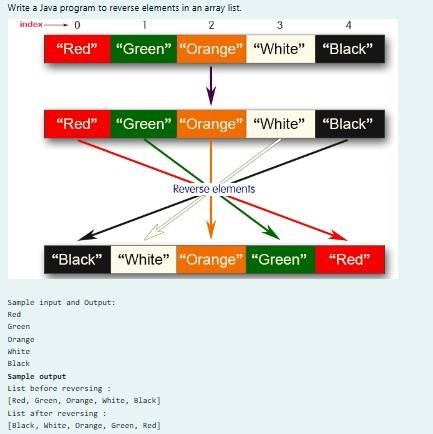 Write a Java program to reverse elements in an array list.
index 0 1 2 3 4
"Red" "Green" "Orange" "White" "Black"
"Red" "Green" "Orange" "White" "Black"
Reverse elements
"Black" "White" "Orange" "Green" "Red"
Sample input and Output:
Red
Green
Orange
White
Black
Sample output
List before reversing :
[Red, Green, Orange, White, Black]
List after reversing :
[Black, White, Orange, Green, Red]